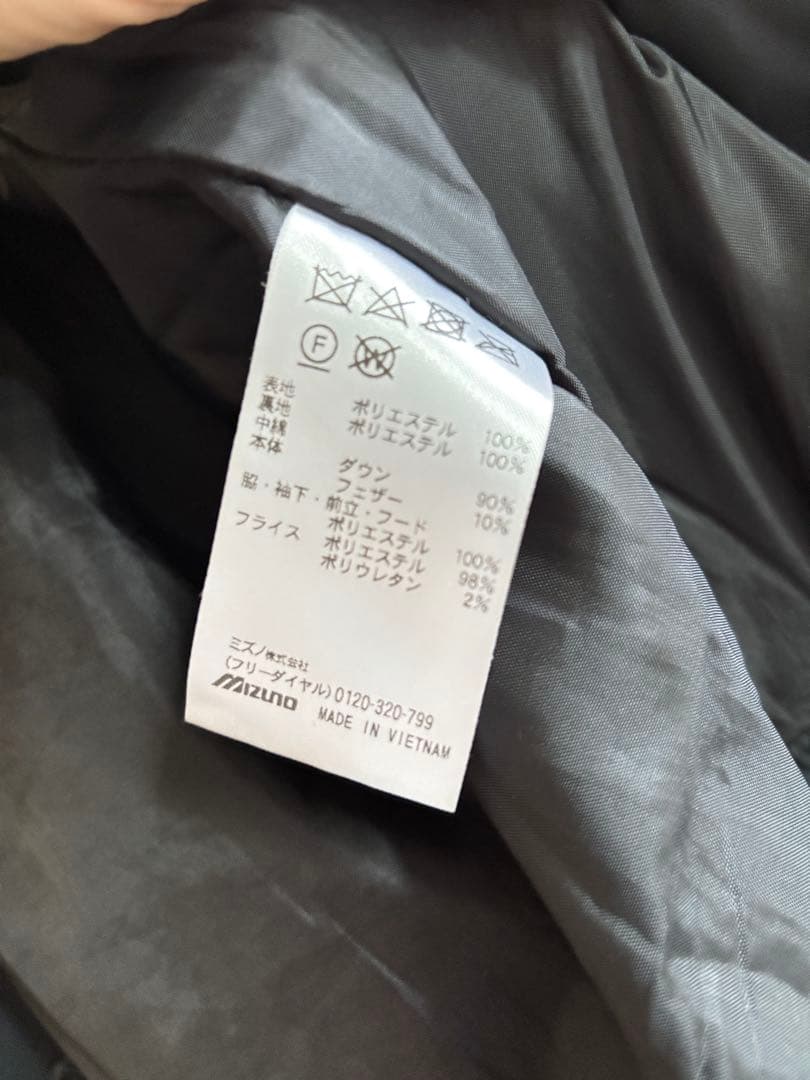 F
W
表地 ポリエステル 100%
裏地 ポリエステル 100%
中綿
本体 ダウン 90%
フェザー 10%
脇・袖下・前立・フード
ポリエステル 100%
フライス ポリエステル 98%
ポリウレタン 2%
ミズノ株式会社
(フリーダイヤル)0120-320-799
MIZUNO MADE IN VIETNAM